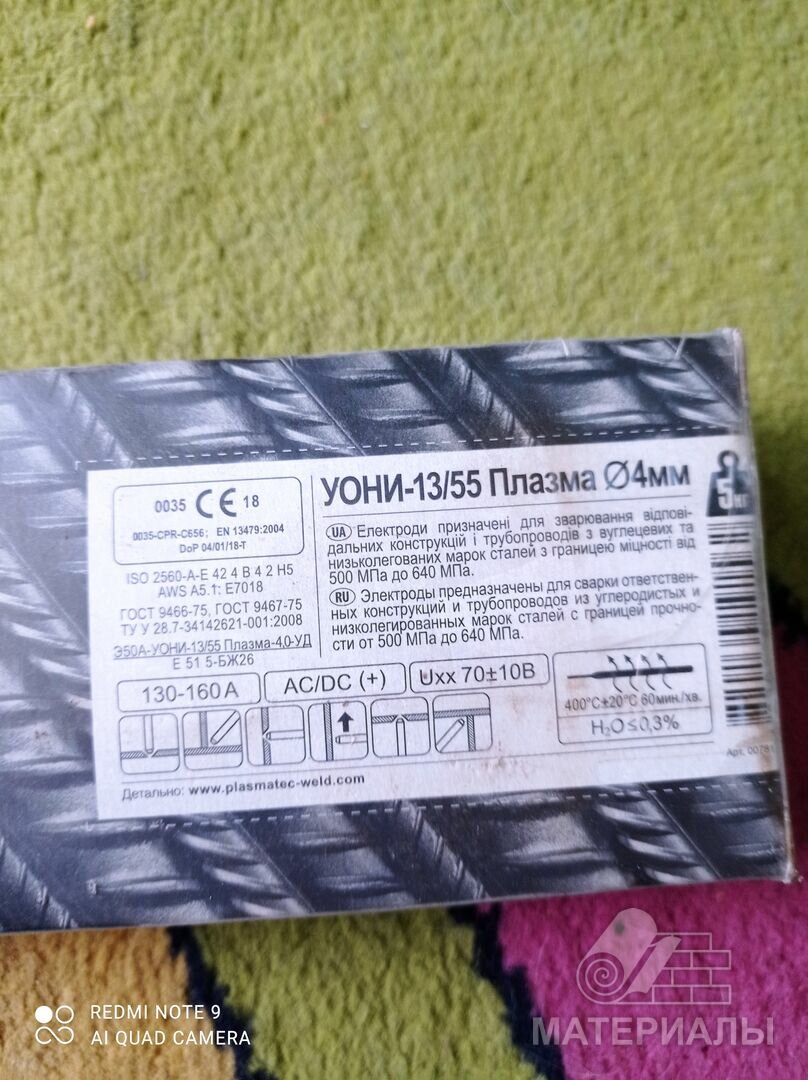 0035 CE 18
0035-CPR-C656; EN 13479:2004
DoP 04/01/18-T
ISO 2560-A-E 42 4 B 4 2 H5
AWS A5.1: E7018
ГОСТ 9466-75, ГОСТ 9467-75
ТУ У 28.7-34142621-001:2008
Э50А-УОНИ-13/55 Плазма-4,0-УД
Е 51 5-БЖ26
УОНИ-13/55 Плазма Ø4мм
5кг
UA Електроди призначені для зварювання відпові-
дальних конструкцій і трубопроводів з вуглецевих та
низьколегованих марок сталей з границею міцності від
500 МПа до 640 МПа.
RU Электроды предназначены для сварки ответствен-
ных конструкций и трубопроводов из углеродистых и
низколегированных марок сталей с границей прочно-
сти от 500 МПа до 640 МПа.
130-160 А
AC/DC (+)
Uxx 70±10В
400°C±20°C 60мин./хв.
H₂O≤0,3%
Арт. 00781
Детально: www.plasmatec-weld.com
МАТЕРИАЛЫ
REDMI NOTE 9
AI QUAD CAMERA